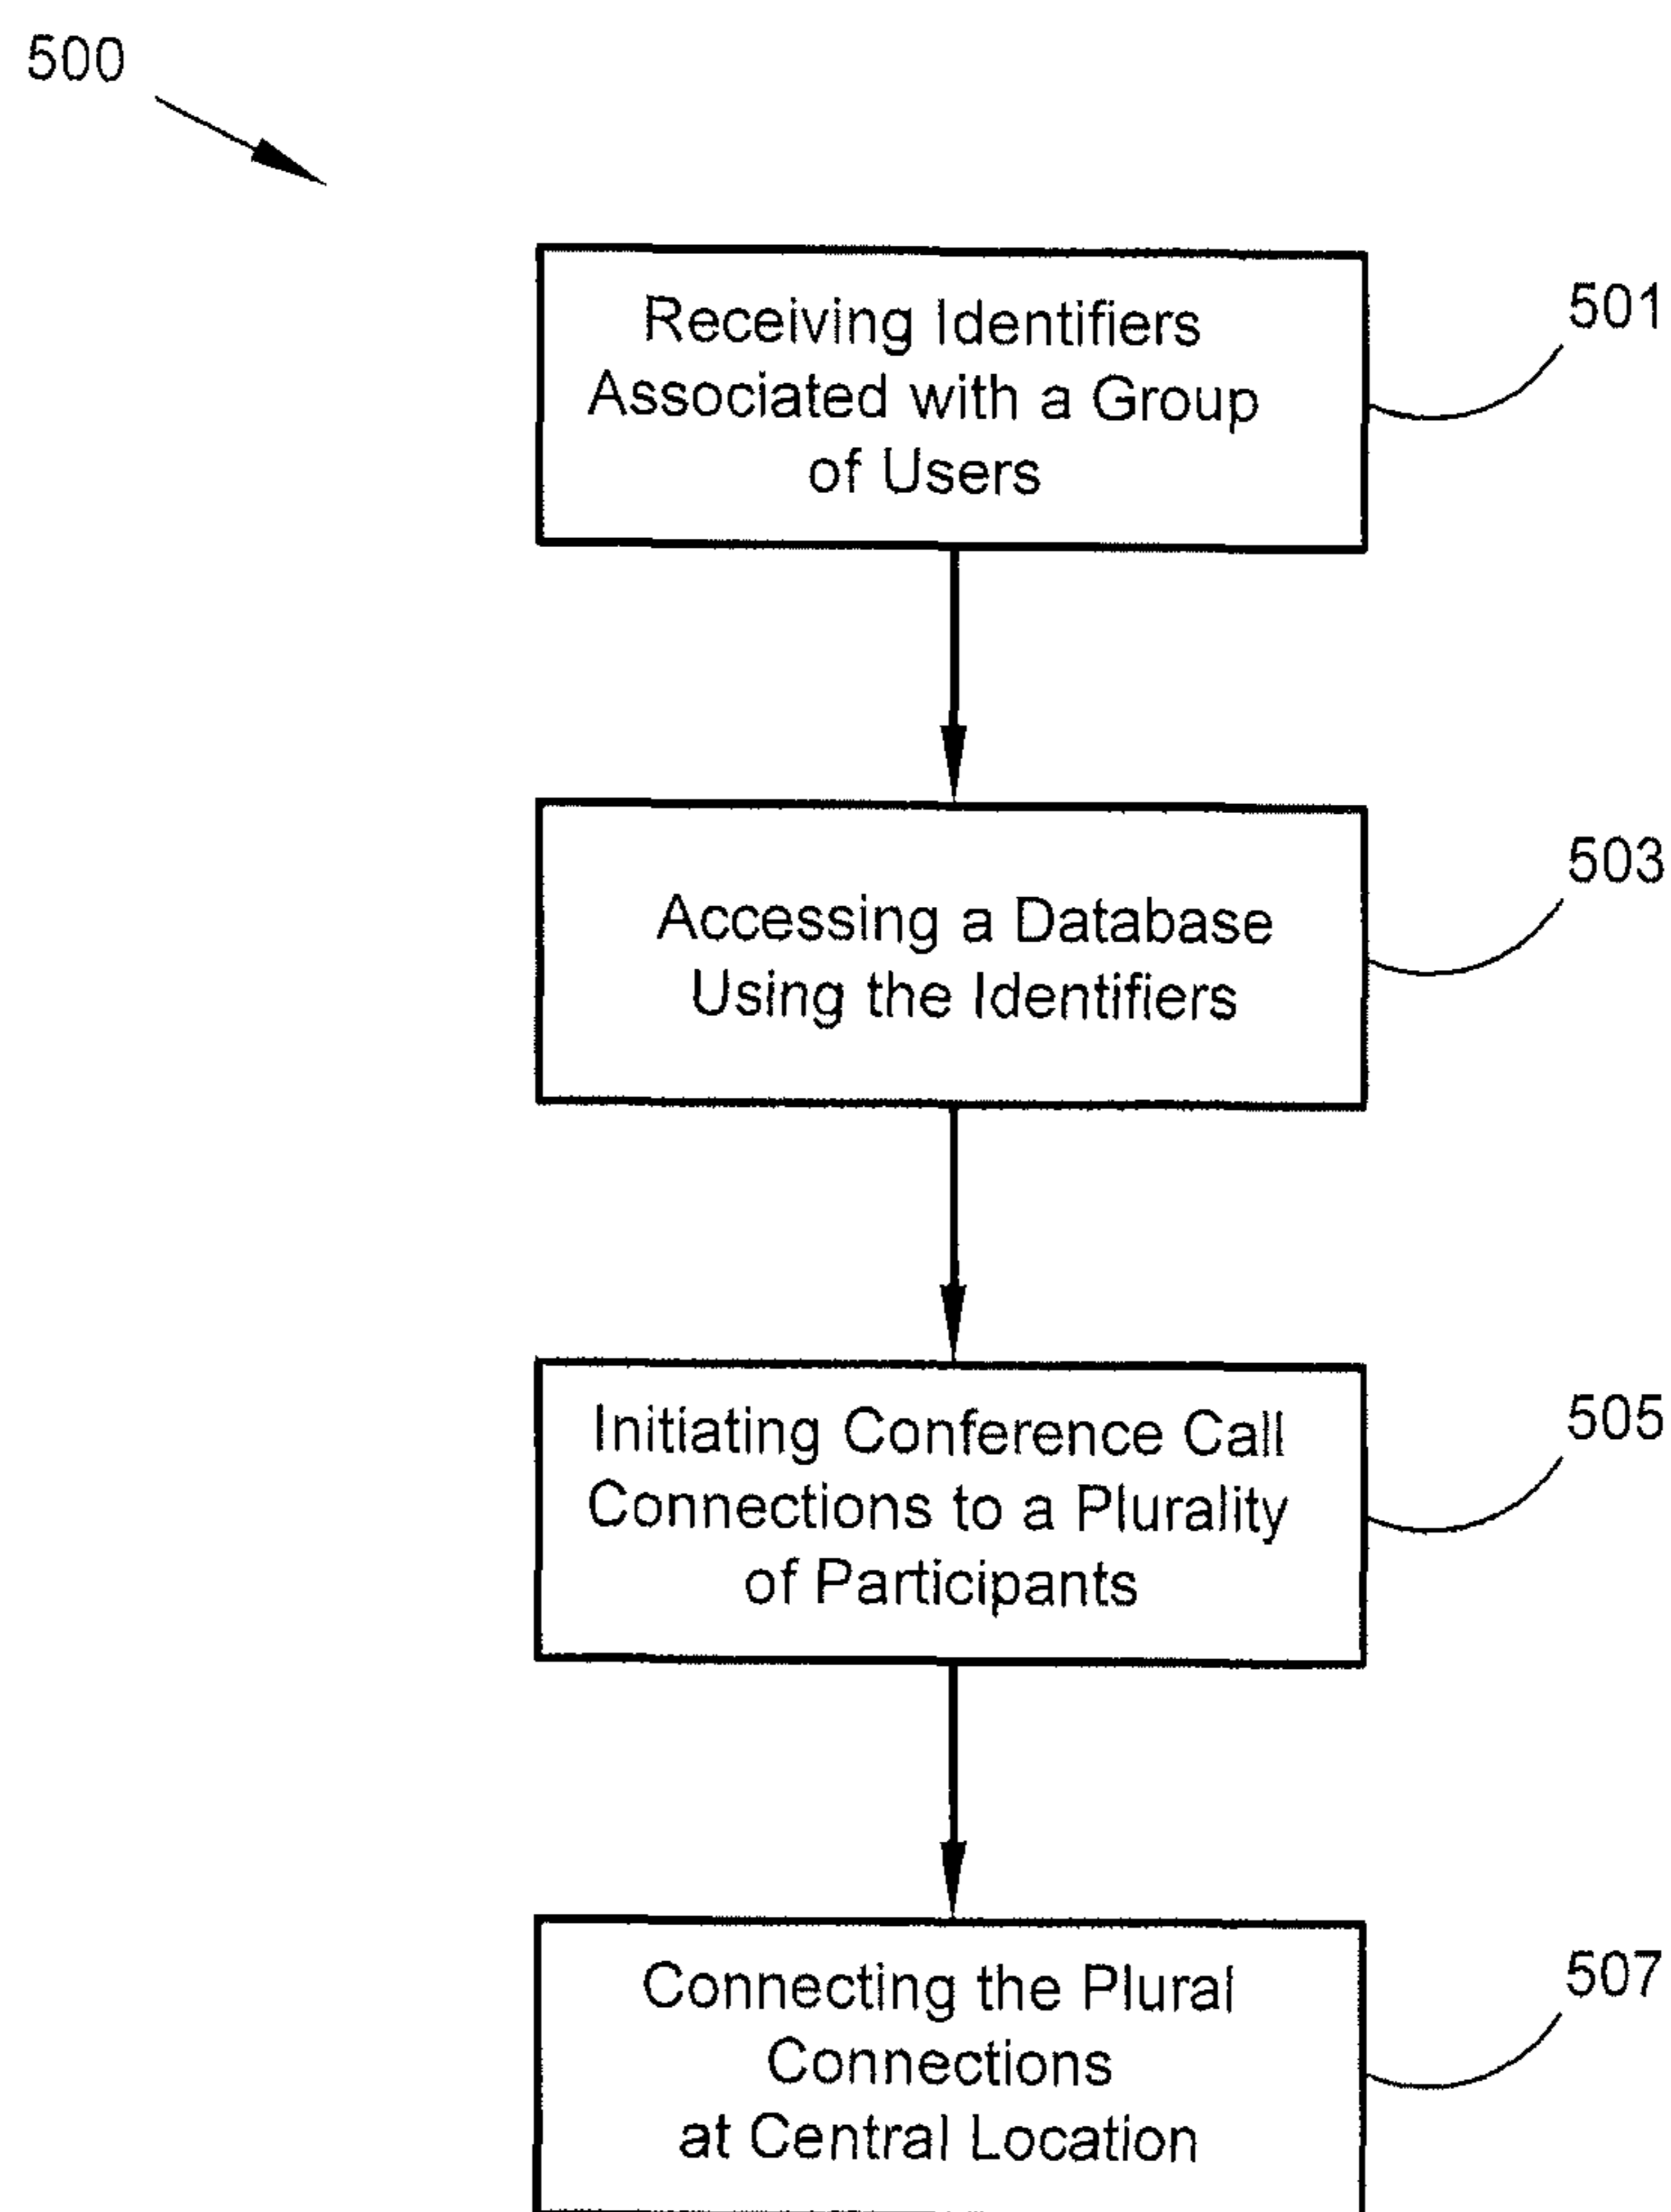 500
Receiving Identifiers
Associated with a Group
of Users
501
Accessing a Database
Using the Identifiers
503
Initiating Conference Call
Connections to a Plurality
of Participants
505
Connecting the Plural
Connections
at Central Location
507